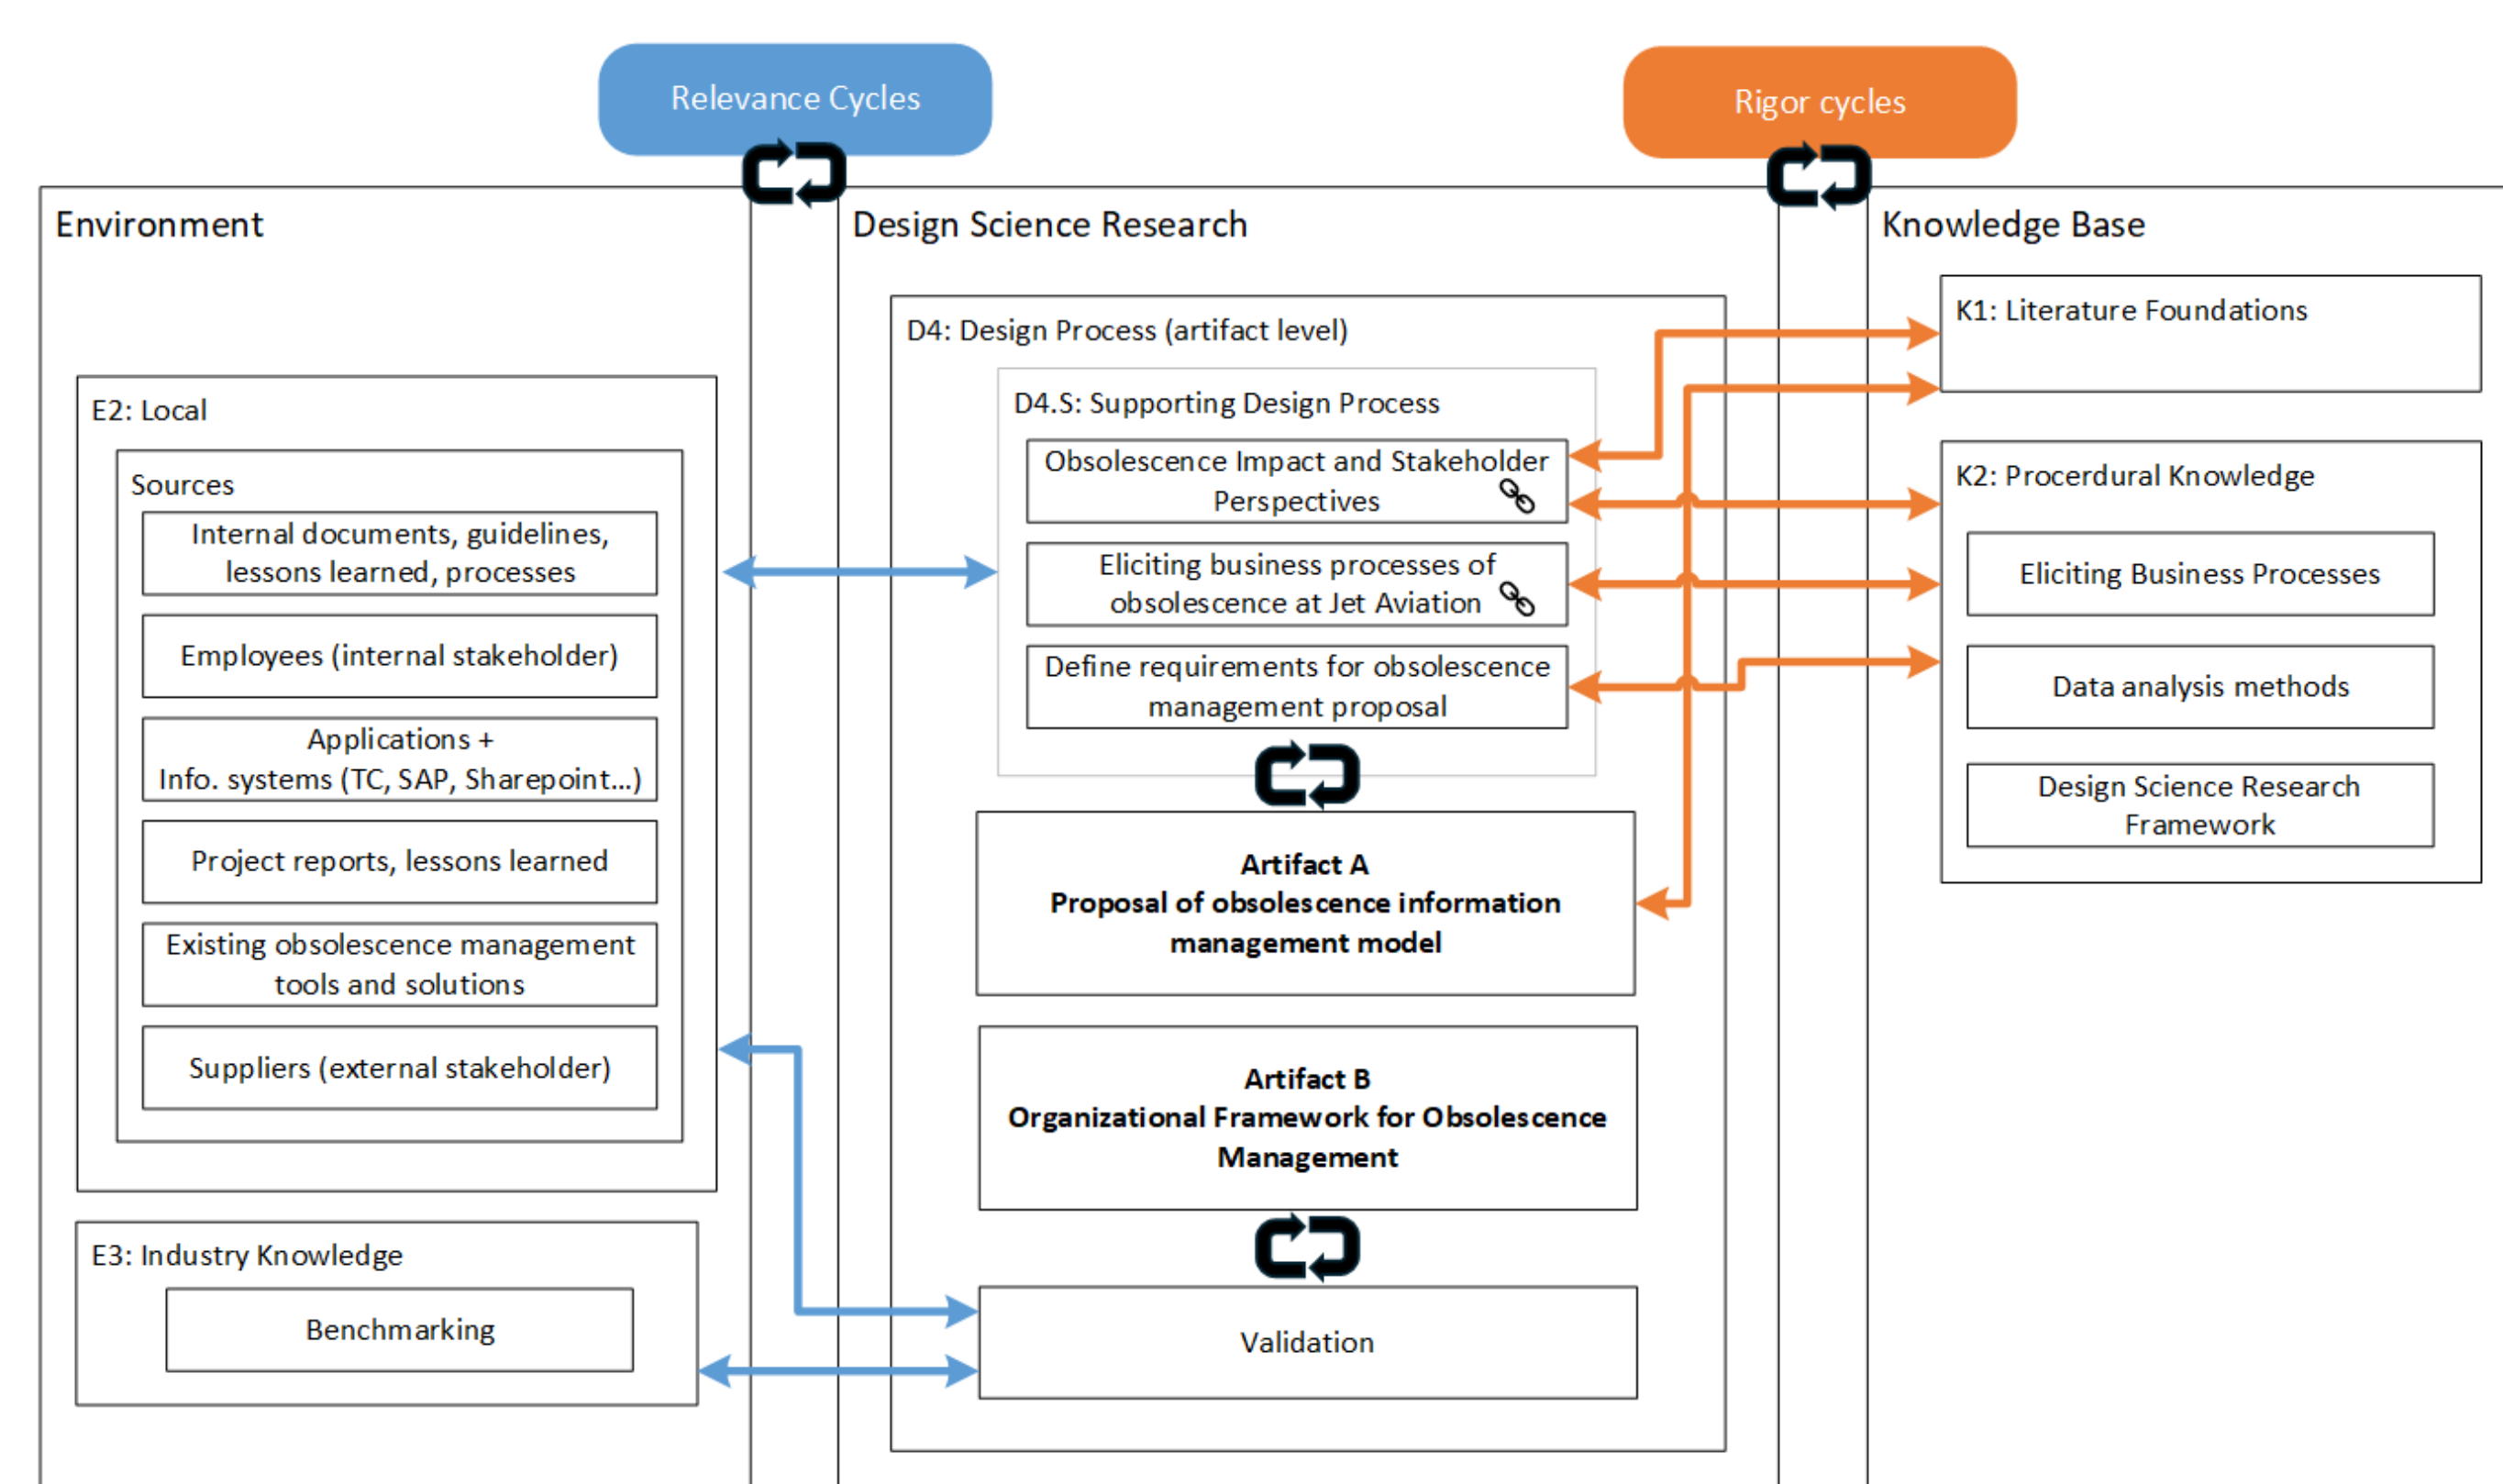 Relevance Cycles
Rigor cycles
Environment
E2: Local
Sources
Internal documents, guidelines,
lessons learned, processes
Employees (internal stakeholder)
Applications +
Info. systems (TC, SAP, Sharepoint...)
Project reports, lessons learned
Existing obsolescence management
tools and solutions
Suppliers (external stakeholder)
E3: Industry Knowledge
Benchmarking
Design Science Research
D4: Design Process (artifact level)
D4.S: Supporting Design Process
Obsolescence Impact and Stakeholder
Perspectives
Eliciting business processes of
obsolescence at Jet Aviation
Define requirements for obsolescence
management proposal
Artifact A
Proposal of obsolescence information
management model
Artifact B
Organizational Framework for Obsolescence
Management
Validation
Knowledge Base
K1: Literature Foundations
K2: Procerdural Knowledge
Eliciting Business Processes
Data analysis methods
Design Science Research
Framework